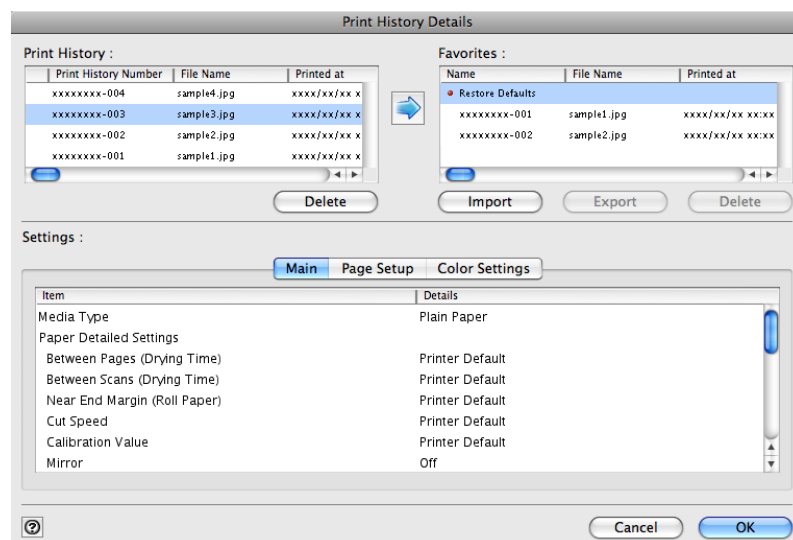 Print History Details
Print History : Favorites :
Print History Number File Name Printed at Name File Name Printed at
xxxxxxxx-004 sample4.jpg xxxx/xx/xx x Restore Defaults
xxxxxxxx-003 sample3.jpg xxxx/xx/xx x xxxxxxxx-001 sample1.jpg xxxx/xx/xx xx:xx
xxxxxxxx-002 sample2.jpg xxxx/xx/xx x xxxxxxxx-002 sample2.jpg xxxx/xx/xx xx:xx
xxxxxxxx-001 sample1.jpg xxxx/xx/xx x
Delete Import Export Delete
Settings :
Main Page Setup Color Settings
Item Details
Media Type Plain Paper
Paper Detailed Settings
Between Pages (Drying Time) Printer Default
Between Scans (Drying Time) Printer Default
Near End Margin (Roll Paper) Printer Default
Cut Speed Printer Default
Calibration Value Printer Default
Mirror Off
? Cancel OK